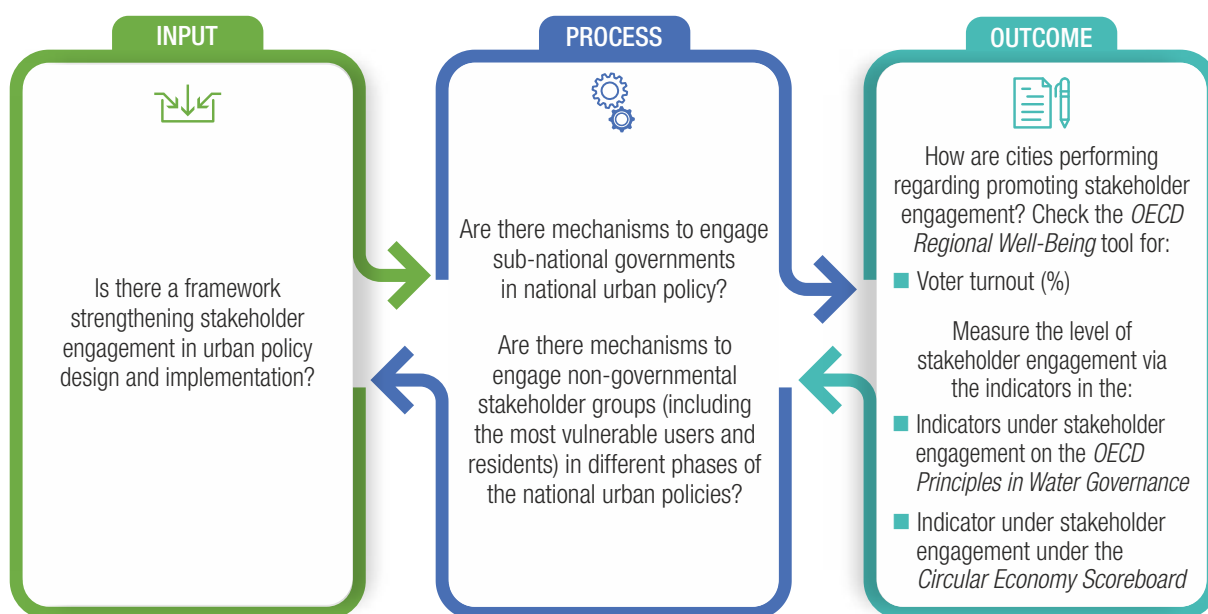 INPUT
Is there a framework
strengthening stakeholder
engagement in urban policy
design and implementation?
PROCESS
Are there mechanisms to engage
sub-national governments
in national urban policy?
Are there mechanisms to
engage non-governmental
stakeholder groups (including
the most vulnerable users and
residents) in different phases of
the national urban policies?
OUTCOME
How are cities performing
regarding promoting stakeholder
engagement? Check the OECD
Regional Well-Being tool for:
Voter turnout (%)
Measure the level of
stakeholder engagement via
the indicators in the:
Indicators under stakeholder
engagement on the OECD
Principles in Water Governance
Indicator under stakeholder
engagement under the
Circular Economy Scoreboard